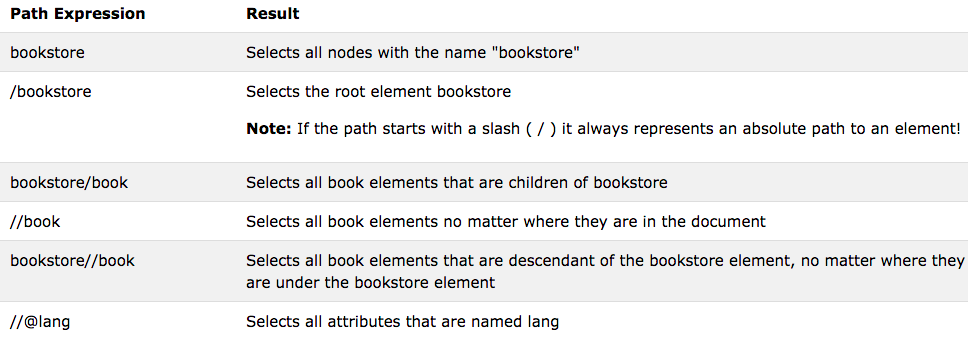 Path Expression Result
bookstore Selects all nodes with the name "bookstore"
/bookstore Selects the root element bookstore
Note: If the path starts with a slash ( / ) it always represents an absolute path to an element!
bookstore/book Selects all book elements that are children of bookstore
//book Selects all book elements no matter where they are in the document
bookstore//book Selects all book elements that are descendant of the bookstore element, no matter where they
are under the bookstore element
//@lang Selects all attributes that are named lang